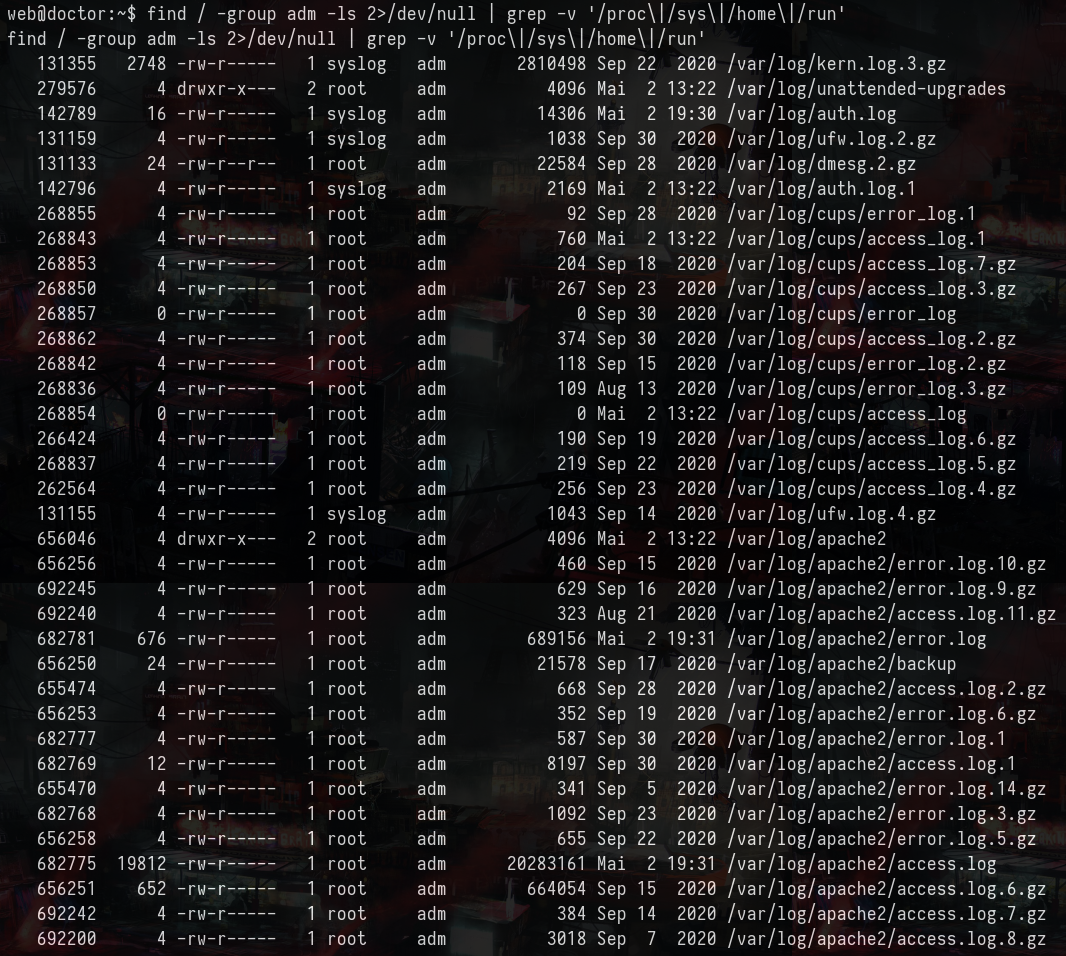 web@doctor:~$ find / -group adm -ls 2>/dev/null | grep -v '/proc\|/sys\|/home\|/run'
find / -group adm -ls 2>/dev/null | grep -v '/proc\|/sys\|/home\|/run'
   131355   2748 -rw-r-----   1 syslog   adm       2810498 Sep 22  2020 /var/log/kern.log.3.gz
   279576      4 drwxr-x---   2 root     adm          4096 Mai  2 13:22 /var/log/unattended-upgrades
   142789     16 -rw-r-----   1 syslog   adm         14306 Mai  2 19:30 /var/log/auth.log
   131159      4 -rw-r-----   1 syslog   adm          1038 Sep 30  2020 /var/log/ufw.log.2.gz
   131133     24 -rw-r--r--   1 root     adm         22584 Sep 28  2020 /var/log/dmesg.2.gz
   142796      4 -rw-r-----   1 syslog   adm          2169 Mai  2 13:22 /var/log/auth.log.1
   268855      4 -rw-r-----   1 root     adm            92 Sep 28  2020 /var/log/cups/error_log.1
   268843      4 -rw-r-----   1 root     adm           760 Mai  2 13:22 /var/log/cups/access_log.1
   268853      4 -rw-r-----   1 root     adm           204 Sep 18  2020 /var/log/cups/access_log.7.gz
   268850      4 -rw-r-----   1 root     adm           267 Sep 23  2020 /var/log/cups/access_log.3.gz
   268857      0 -rw-r-----   1 root     adm             0 Sep 30  2020 /var/log/cups/error_log
   268862      4 -rw-r-----   1 root     adm           374 Sep 30  2020 /var/log/cups/access_log.2.gz
   268842      4 -rw-r-----   1 root     adm           118 Sep 15  2020 /var/log/cups/error_log.2.gz
   268836      4 -rw-r-----   1 root     adm           109 Aug 13  2020 /var/log/cups/error_log.3.gz
   268854      0 -rw-r-----   1 root     adm             0 Mai  2 13:22 /var/log/cups/access_log
   266424      4 -rw-r-----   1 root     adm           190 Sep 19  2020 /var/log/cups/access_log.6.gz
   268837      4 -rw-r-----   1 root     adm           219 Sep 22  2020 /var/log/cups/access_log.5.gz
   262564      4 -rw-r-----   1 root     adm           256 Sep 23  2020 /var/log/cups/access_log.4.gz
   131155      4 -rw-r-----   1 syslog   adm          1043 Sep 14  2020 /var/log/ufw.log.4.gz
   656046      4 drwxr-x---   2 root     adm          4096 Mai  2 13:22 /var/log/apache2
   656256      4 -rw-r-----   1 root     adm           460 Sep 15  2020 /var/log/apache2/error.log.10.gz
   692245      4 -rw-r-----   1 root     adm           629 Sep 16  2020 /var/log/apache2/error.log.9.gz
   692240      4 -rw-r-----   1 root     adm           323 Aug 21  2020 /var/log/apache2/access.log.11.gz
   682781    676 -rw-r-----   1 root     adm        689156 Mai  2 19:31 /var/log/apache2/error.log
   656250     24 -rw-r-----   1 root     adm         21578 Sep 17  2020 /var/log/apache2/backup
   655474      4 -rw-r-----   1 root     adm           668 Sep 28  2020 /var/log/apache2/access.log.2.gz
   656253      4 -rw-r-----   1 root     adm           352 Sep 19  2020 /var/log/apache2/error.log.6.gz
   682777      4 -rw-r-----   1 root     adm           587 Sep 30  2020 /var/log/apache2/error.log.1
   682769     12 -rw-r-----   1 root     adm          8197 Sep 30  2020 /var/log/apache2/access.log.1
   655470      4 -rw-r-----   1 root     adm           341 Sep  5  2020 /var/log/apache2/error.log.14.gz
   682768      4 -rw-r-----   1 root     adm          1092 Sep 23  2020 /var/log/apache2/error.log.3.gz
   656258      4 -rw-r-----   1 root     adm           655 Sep 22  2020 /var/log/apache2/error.log.5.gz
   682775  19812 -rw-r-----   1 root     adm      20283161 Mai  2 19:31 /var/log/apache2/access.log
   656251    652 -rw-r-----   1 root     adm        664054 Sep 15  2020 /var/log/apache2/access.log.6.gz
   692242      4 -rw-r-----   1 root     adm           384 Sep 14  2020 /var/log/apache2/access.log.7.gz
   692200      4 -rw-r-----   1 root     adm          3018 Sep  7  2020 /var/log/apache2/access.log.8.gz